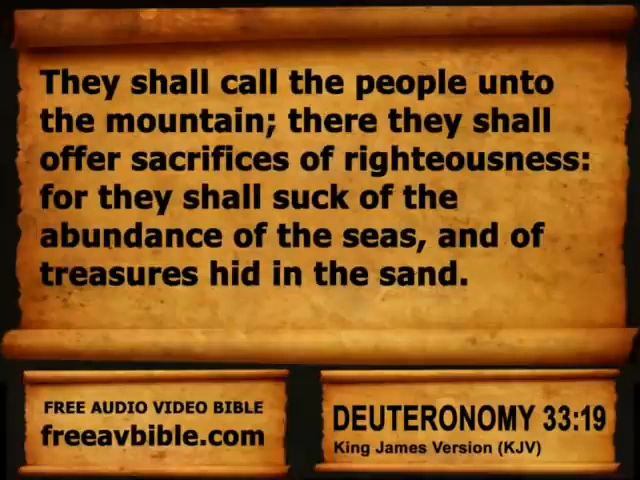 They shall call the people unto
the mountain; there they shall
offer sacrifices of righteousness:
for they shall suck of the
abundance of the seas, and of
treasures hid in the sand.
FREE AUDIO VIDEO BIBLE
freeavbible.com
DEUTERONOMY 33:19
King James Version (KJV)